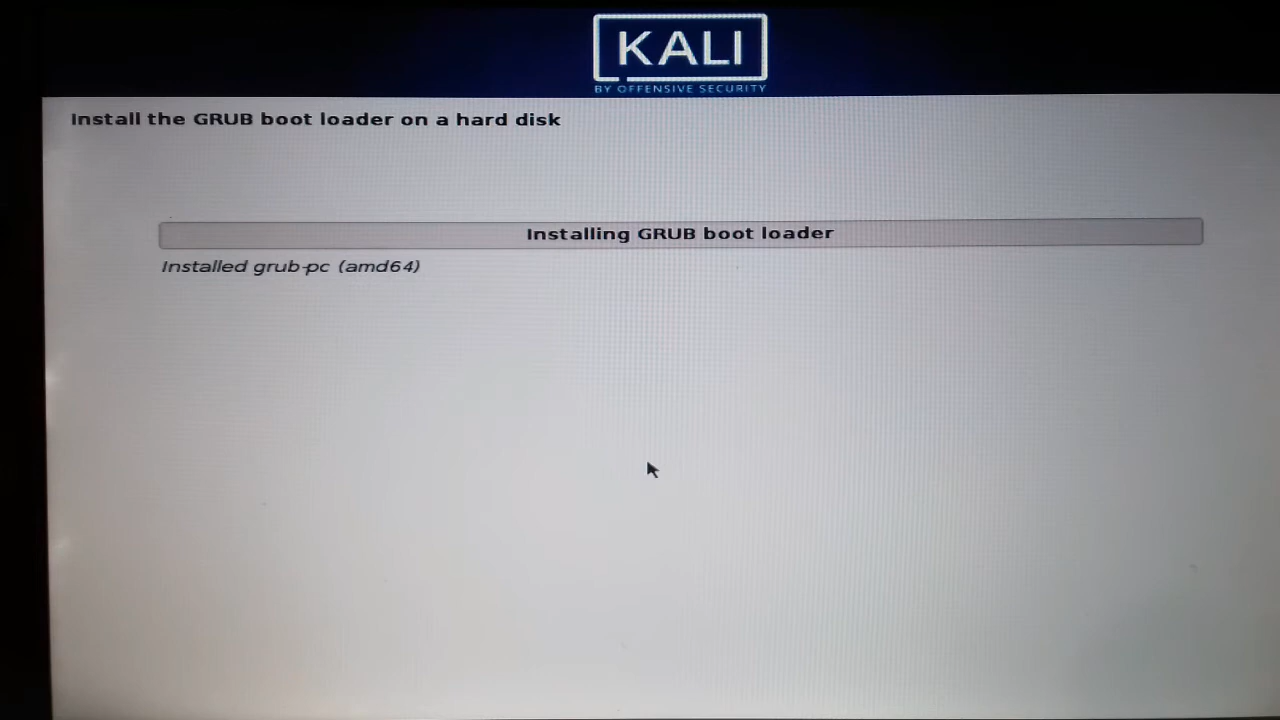 KALI
BY OFFENSIVE SECURITY
Install the GRUB boot loader on a hard disk
Installing GRUB boot loader
Installed grub-pc (amd64)